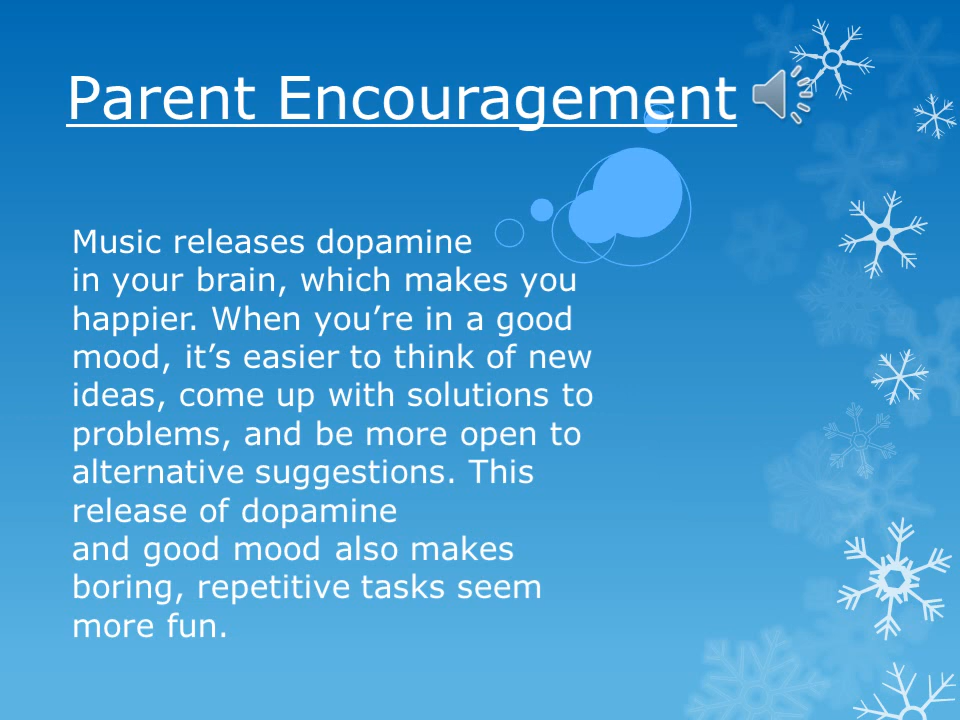 Parent Encouragement
Music releases dopamine
in your brain, which makes you
happier. When you’re in a good
mood, it’s easier to think of new
ideas, come up with solutions to
problems, and be more open to
alternative suggestions. This
release of dopamine
and good mood also makes
boring, repetitive tasks seem
more fun.